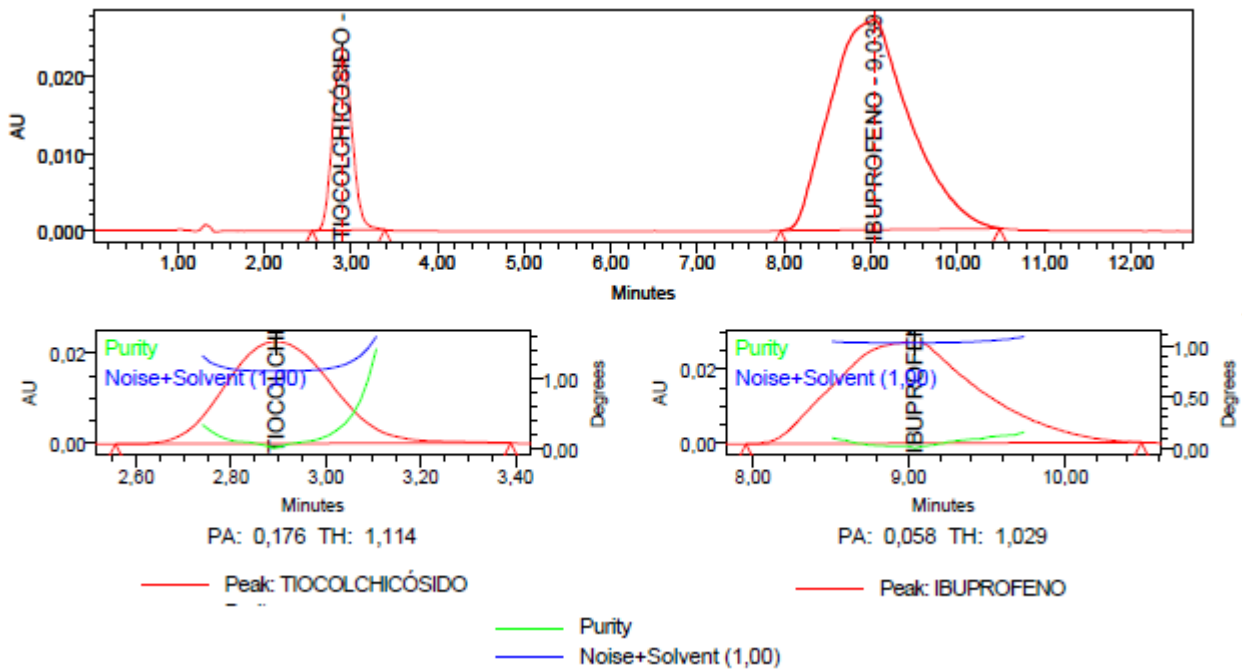 TIOCOLCHICÓSIDO -
IBUPROFENO - 9,039
AU
0,020
0,010
0,000
1,00 2,00 3,00 4,00 5,00 6,00 7,00 8,00 9,00 10,00 11,00 12,00
Minutes
Purity
Noise+Solvent (1,00)
TIOCOLCHI
AU
0,02
0,00
Degrees
1,00
0,00
2,60 2,80 3,00 3,20 3,40
Minutes
PA: 0,176 TH: 1,114
Peak: TIOCOLCHICÓSIDO
Purity
Noise+Solvent (1,00)
IBUPROFEN
AU
0,02
0,00
Degrees
1,00
0,50
0,00
8,00 9,00 10,00
Minutes
PA: 0,058 TH: 1,029
Peak: IBUPROFENO
Purity
Noise+Solvent (1,00)